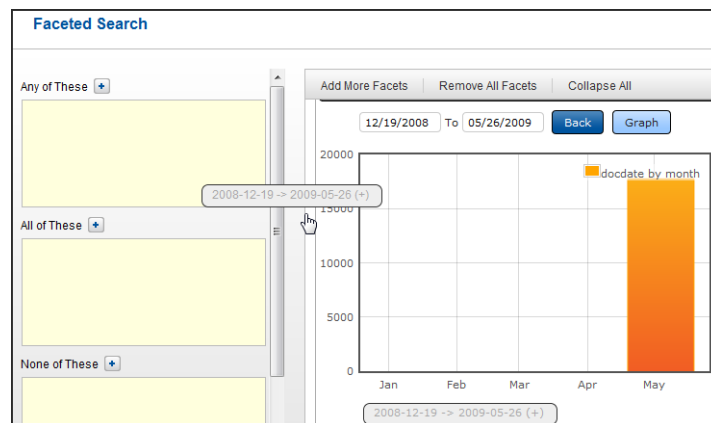 Faceted Search
Any of These +
All of These +
None of These +
Add More Facets Remove All Facets Collapse All
12/19/2008 To 05/26/2009 Back Graph
2008-12-19 -> 2009-05-26 (+)
docdate by month
20000
15000
10000
5000
0
Jan Feb Mar Apr May
2008-12-19 -> 2009-05-26 (+)